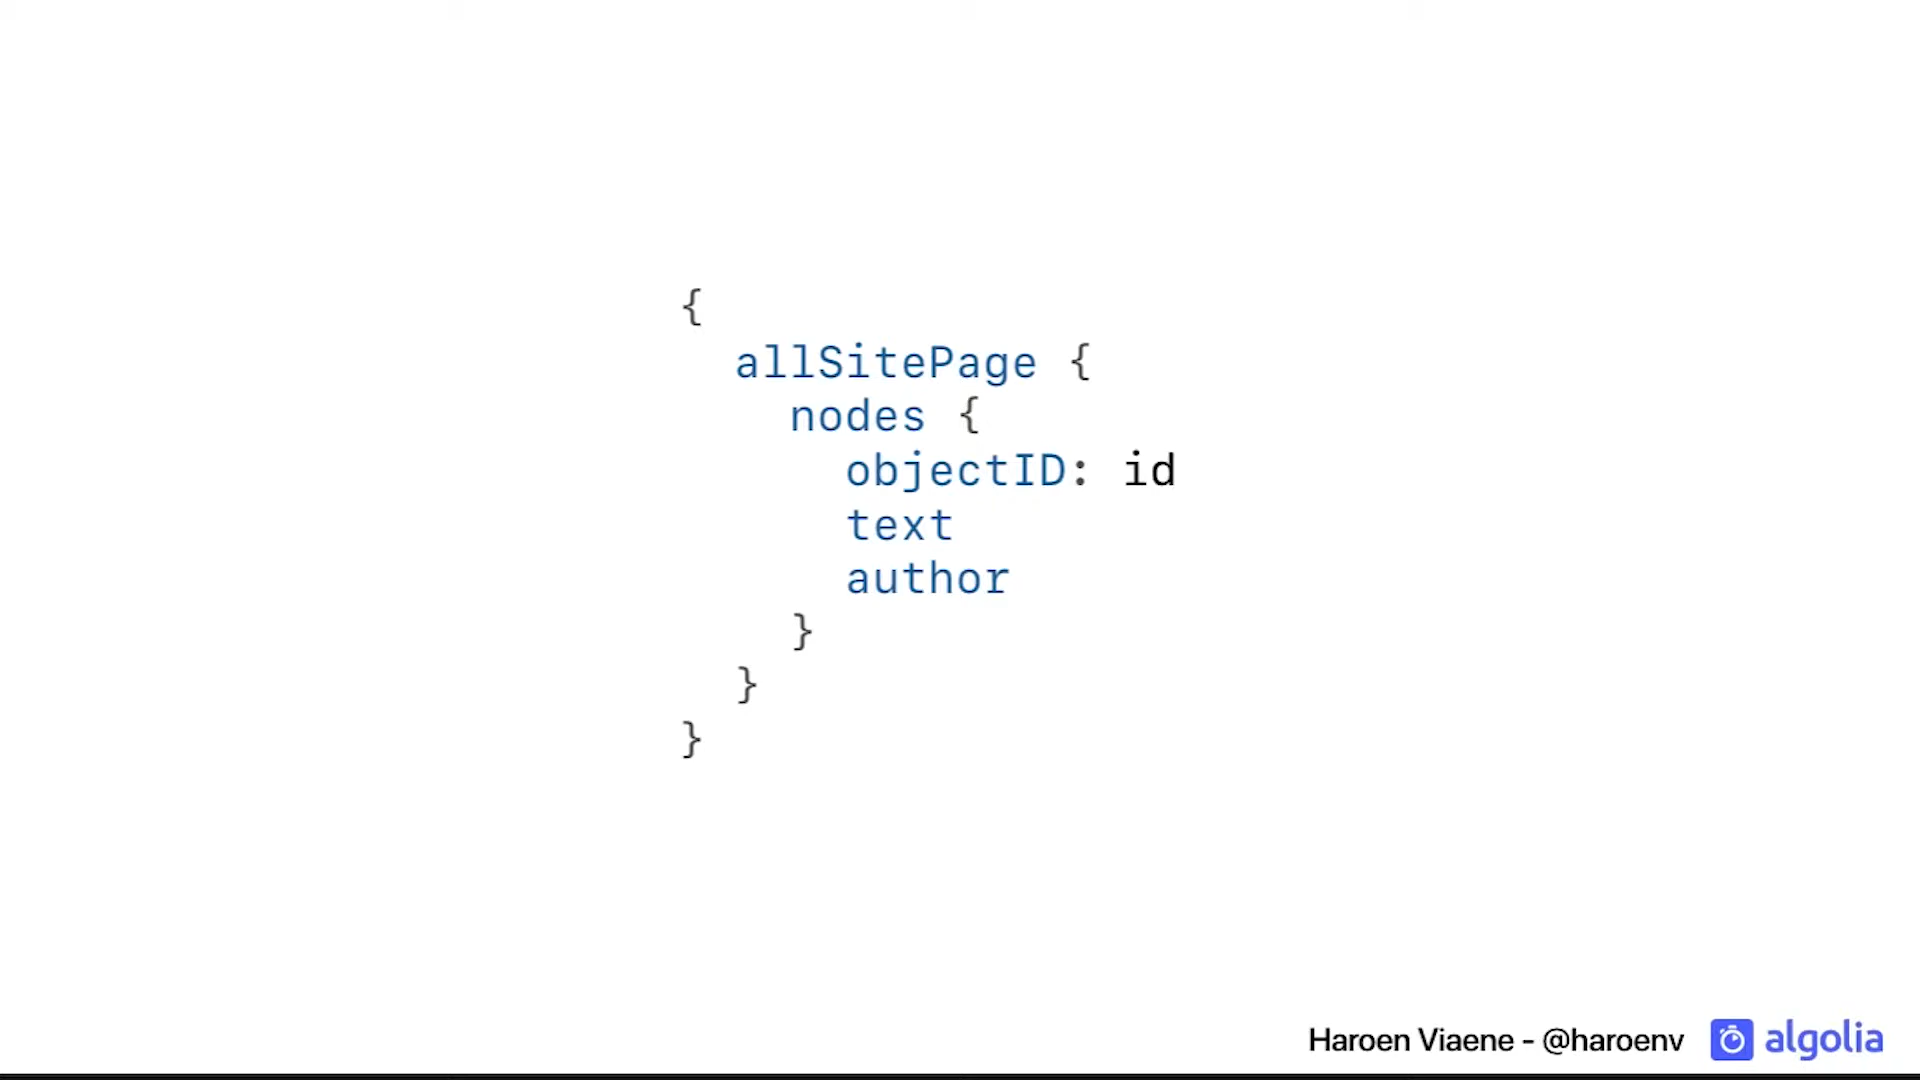 {
allSitePage {
nodes {
objectID: id
text
author
}
}
}
Haroen Viaene - @haroenv algolia